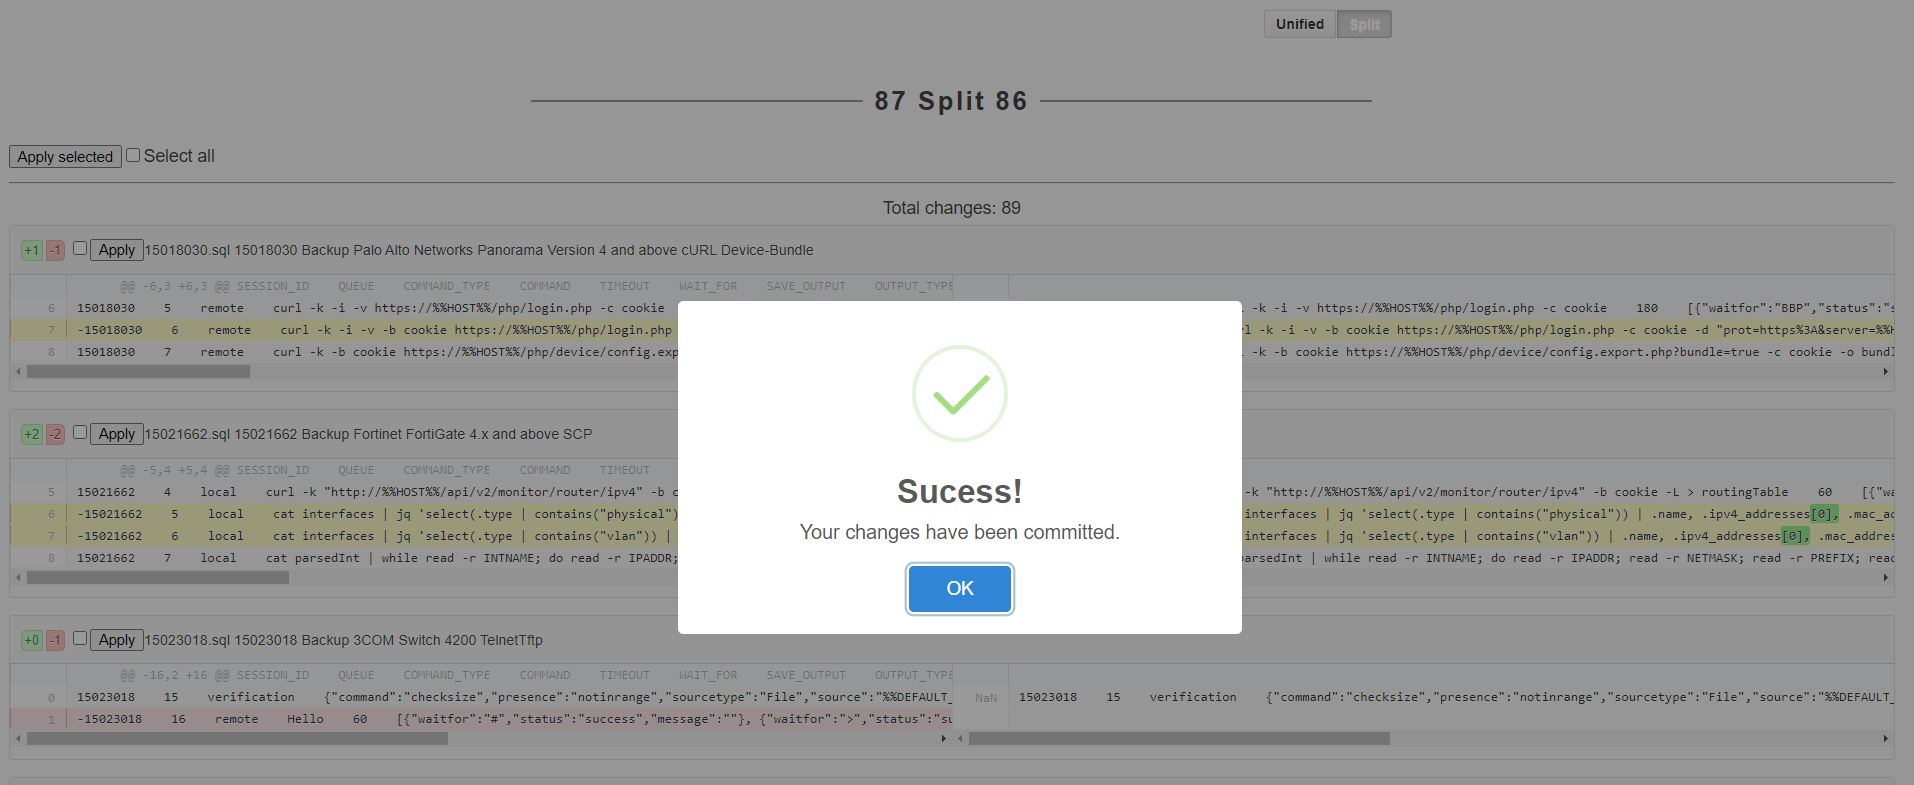 Unified Split
87 Split 86
Apply selected Select all
Total changes: 89
+1 -1 Apply 15018030.sql 15018030 Backup Palo Alto Networks Panorama Version 4 and above cURL Device-Bundle
@@ -6,3 +6,3 @@ SESSION_ID QUEUE COMMAND_TYPE COMMAND TIMEOUT WAIT_FOR SAVE_OUTPUT OUTPUT_TYPE
6 15018030 5 remote curl -k -i -v https://%%HOST%%/php/login.php -c cookie -k -i -v https://%%HOST%%/php/login.php -c cookie 180 [{"waitfor":"BBP","status":"s
7 -15018030 6 remote curl -k -i -v -b cookie https://%%HOST%%/php/login.php l -k -i -v -b cookie https://%%HOST%%/php/login.php -c cookie -d "prot=https%3A&server=%%H
8 15018030 7 remote curl -k -b cookie https://%%HOST%%/php/device/config.exp -k -b cookie https://%%HOST%%/php/device/config.export.php?bundle=true -c cookie -o bundl
+2 -2 Apply 15021662.sql 15021662 Backup Fortinet FortiGate 4.x and above SCP
@@ -5,4 +5,4 @@ SESSION_ID QUEUE COMMAND_TYPE COMMAND TIMEOUT
5 15021662 4 local curl -k "http://%%HOST%%/api/v2/monitor/router/ipv4" -b c -k "http://%%HOST%%/api/v2/monitor/router/ipv4" -b cookie -L > routingTable 60 [{"wa
6 -15021662 5 local cat interfaces | jq 'select(.type | contains("physical") interfaces | jq 'select(.type | contains("physical")) | .name, .ipv4_addresses[0], .mac_ad
7 -15021662 6 local cat interfaces | jq 'select(.type | contains("vlan")) | interfaces | jq 'select(.type | contains("vlan")) | .name, .ipv4_addresses[0], .mac_addres
8 15021662 7 local cat parsedInt | while read -r INTNAME; do read -r IPADDR; parsedInt | while read -r INTNAME; do read -r IPADDR; read -r NETMASK; read -r PREFIX; read
+0 -1 Apply 15023018.sql 15023018 Backup 3COM Switch 4200 TelnetTftp
@@ -16,2 +16 @@ SESSION_ID QUEUE COMMAND_TYPE COMMAND TIMEOUT WAIT_FOR SAVE_OUTPUT OUTPUT_TYPE
0 15023018 15 verification {"command":"checksize","presence":"notinrange","sourcetype":"File","source":"%%DEFAULT_ NaN 15023018 15 verification {"command":"checksize","presence":"notinrange","sourcetype":"File","source":"%%DEFAULT_
1 -15023018 16 remote Hello 60 [{"waitfor":"#","status":"success","message":""}, {"waitfor":">","status":"su
Sucess!
Your changes have been committed.
OK